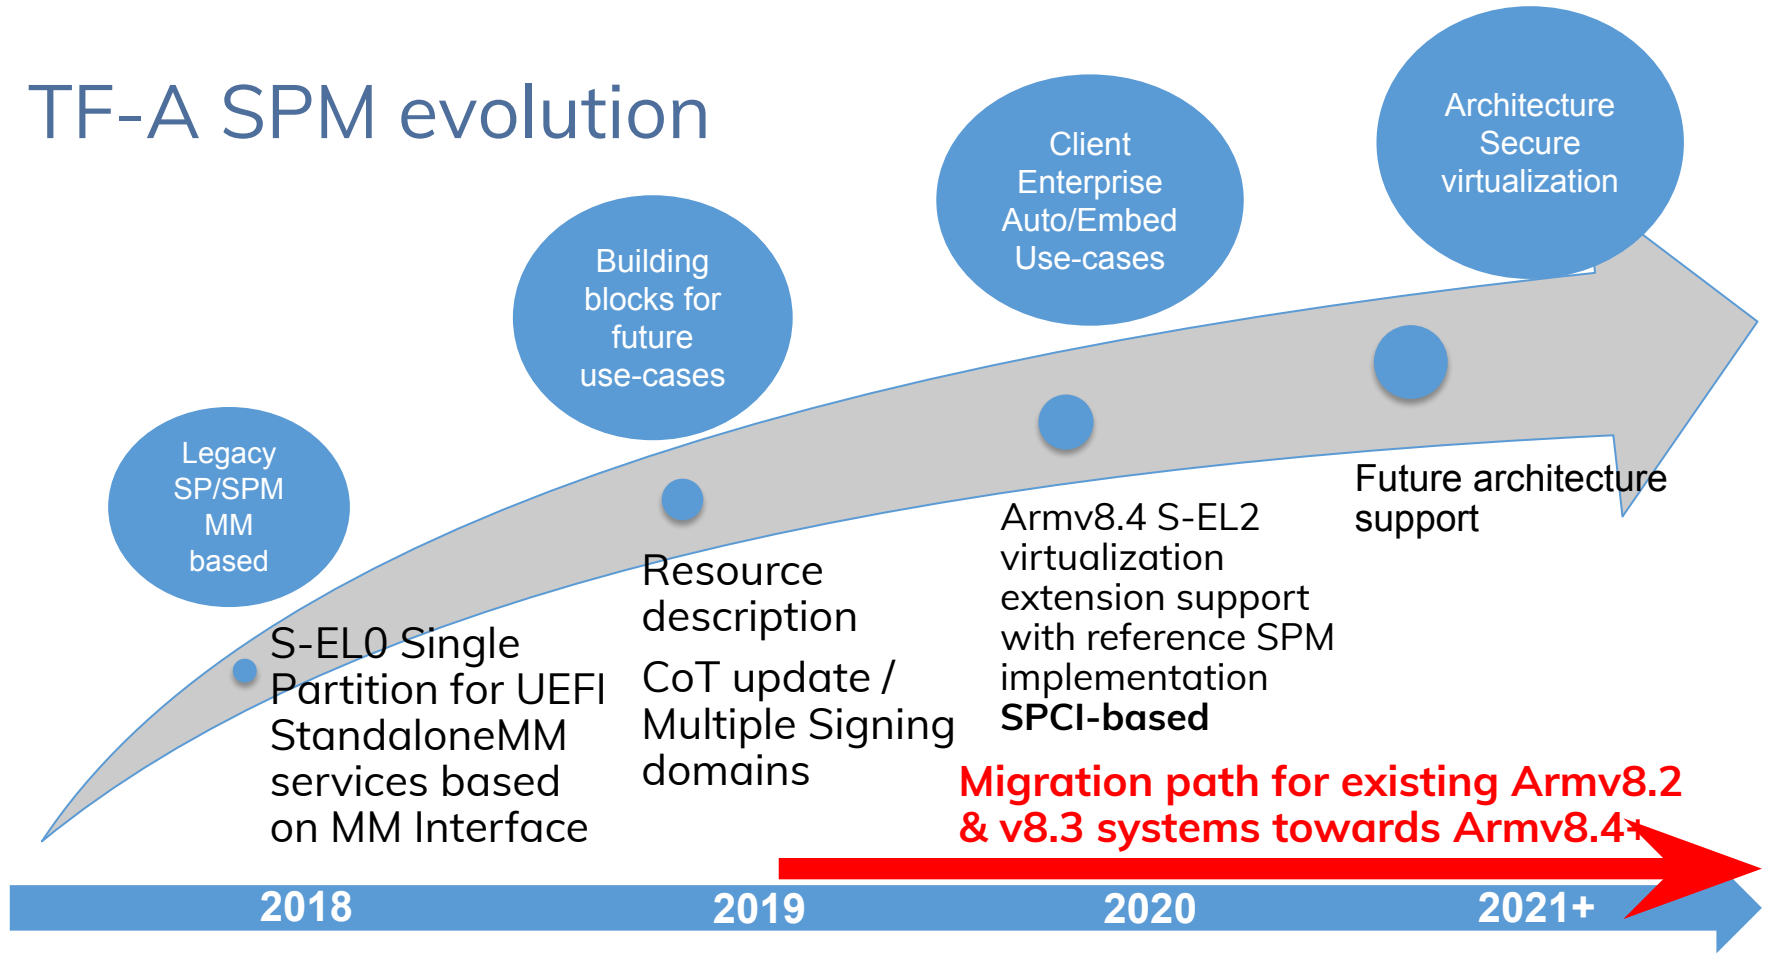 TF-A SPM evolution
Legacy
SP/SPM
MM
based
Building
blocks for
future
use-cases
Client
Enterprise
Auto/Embed
Use-cases
Architecture
Secure
virtualization
S-EL0 Single
Partition for UEFI
StandaloneMM
services based
on MM Interface
Resource
description
CoT update /
Multiple Signing
domains
Armv8.4 S-EL2
virtualization
extension support
with reference SPM
implementation
SPCI-based
Future architecture
support
Migration path for existing Armv8.2
& v8.3 systems towards Armv8.4+
2018
2019
2020
2021+